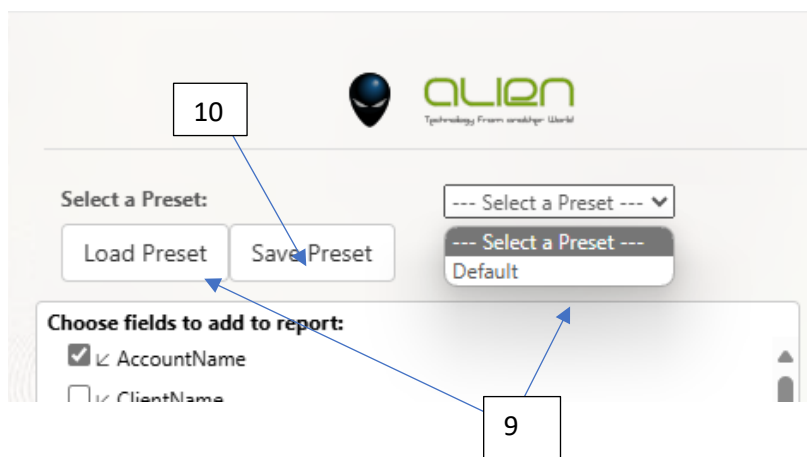 10
ALIEN
Technology From another World
Select a Preset:
--- Select a Preset ---
Load Preset
Save Preset
--- Select a Preset ---
Default
Choose fields to add to report:
AccountName
ClientName
9